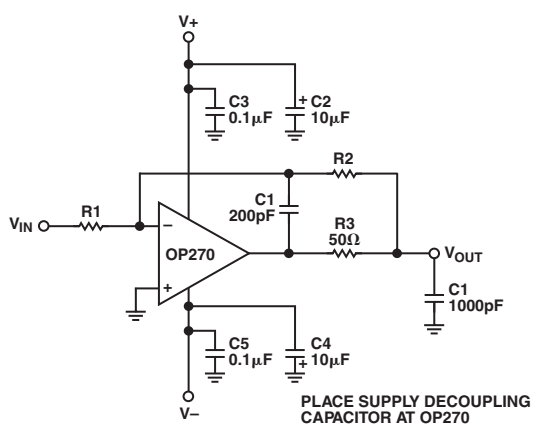 V+
C3
0.1µF
+ C2
10µF
R2
R1
C1
200pF
VIN
R3
50Ω
−
OP270
+
VOUT
C1
1000pF
C5
0.1µF
C4
+ 10µF
V−
PLACE SUPPLY DECOUPLING
CAPACITOR AT OP270